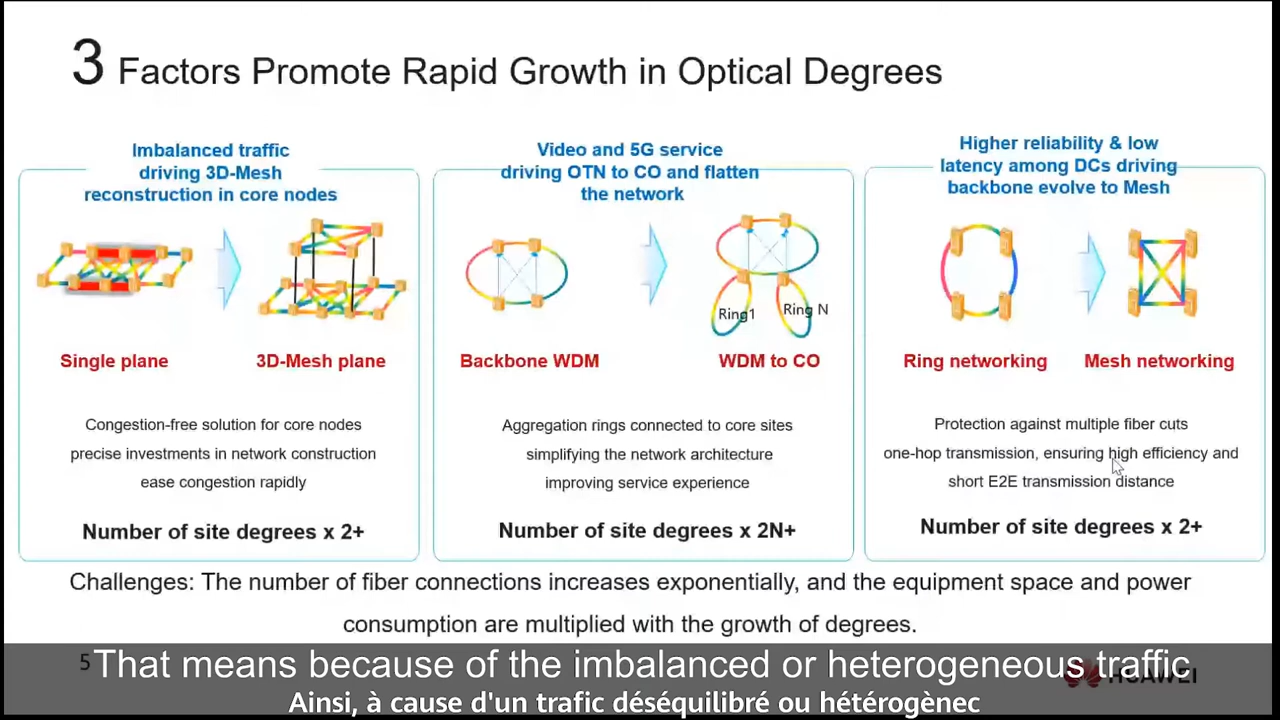 3 Factors Promote Rapid Growth in Optical Degrees
Imbalanced traffic
driving 3D-Mesh
reconstruction in core nodes
Single plane
3D-Mesh plane
Congestion-free solution for core nodes
precise investments in network construction
ease congestion rapidly
Number of site degrees x 2+
Video and 5G service
driving OTN to CO and flatten
the network
Ring1
Ring N
Backbone WDM
WDM to CO
Aggregation rings connected to core sites
simplifying the network architecture
improving service experience
Number of site degrees x 2N+
Higher reliability & low
latency among DCs driving
backbone evolve to Mesh
Ring networking
Mesh networking
Protection against multiple fiber cuts
one-hop transmission, ensuring high efficiency and
short E2E transmission distance
Number of site degrees x 2+
Challenges: The number of fiber connections increases exponentially, and the equipment space and power
consumption are multiplied with the growth of degrees.
5
HUAWEI
That means because of the imbalanced or heterogeneous traffic
Ainsi, à cause d'un trafic déséquilibré ou hétérogènec